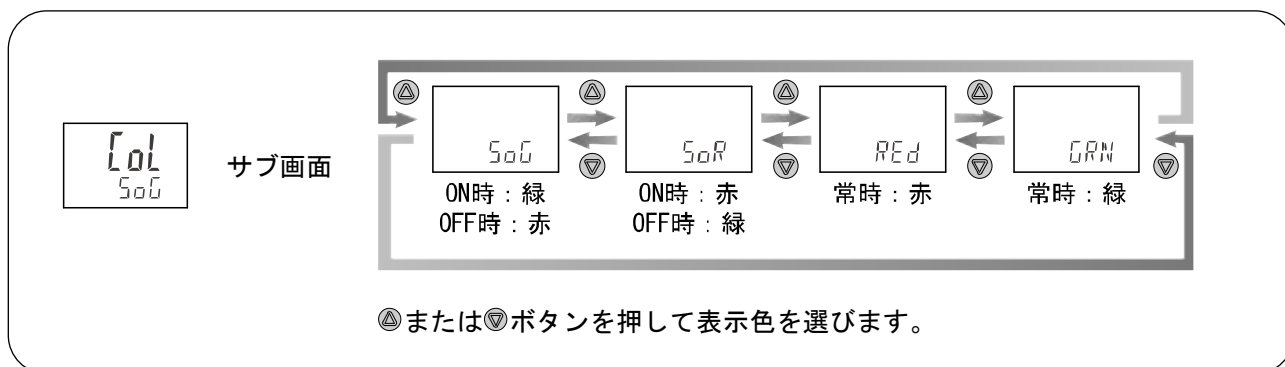 CoL
SoG
サブ画面
SoG
SoR
REd
GRN
ON時：緑
OFF時：赤
ON時：赤
OFF時：緑
常時：赤
常時：緑
△または▽ボタンを押して表示色を選びます。